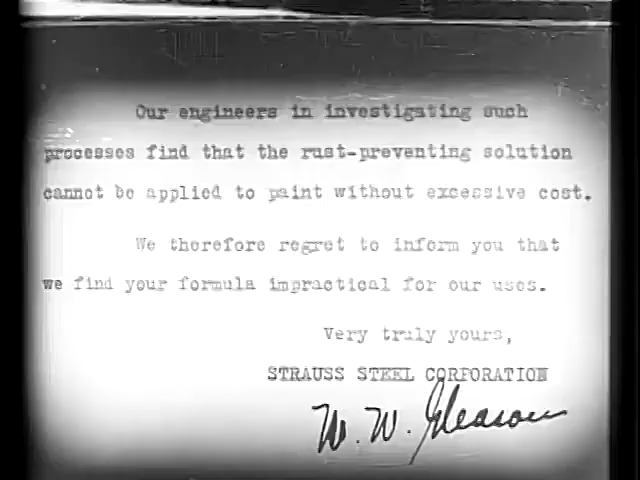 Our engineers in investigating such
processes find that the rust-preventing solution
cannot be applied to paint without excessive cost.
We therefore regret to inform you that
we find your formula impractical for our uses.
Very truly yours,
STRAUSS STEEL CORPORATION
W. W. Gleason